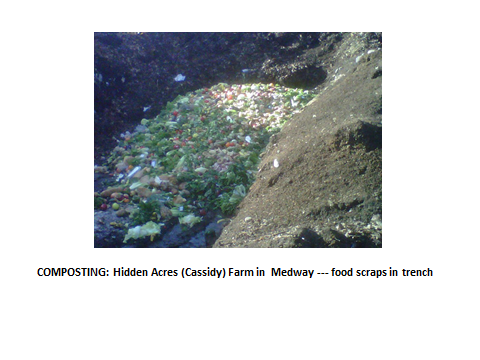 COMPOSTING: Hidden Acres (Cassidy) Farm in Medway --- food scraps in trench